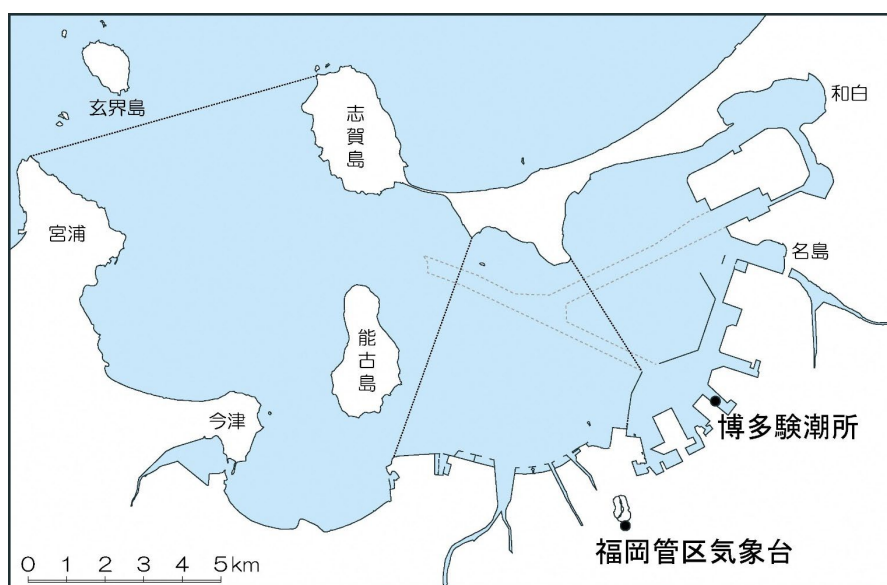 玄界島
志賀島
和白
宮浦
名島
能古島
今津
博多験潮所
福岡管区気象台
0 1 2 3 4 5km